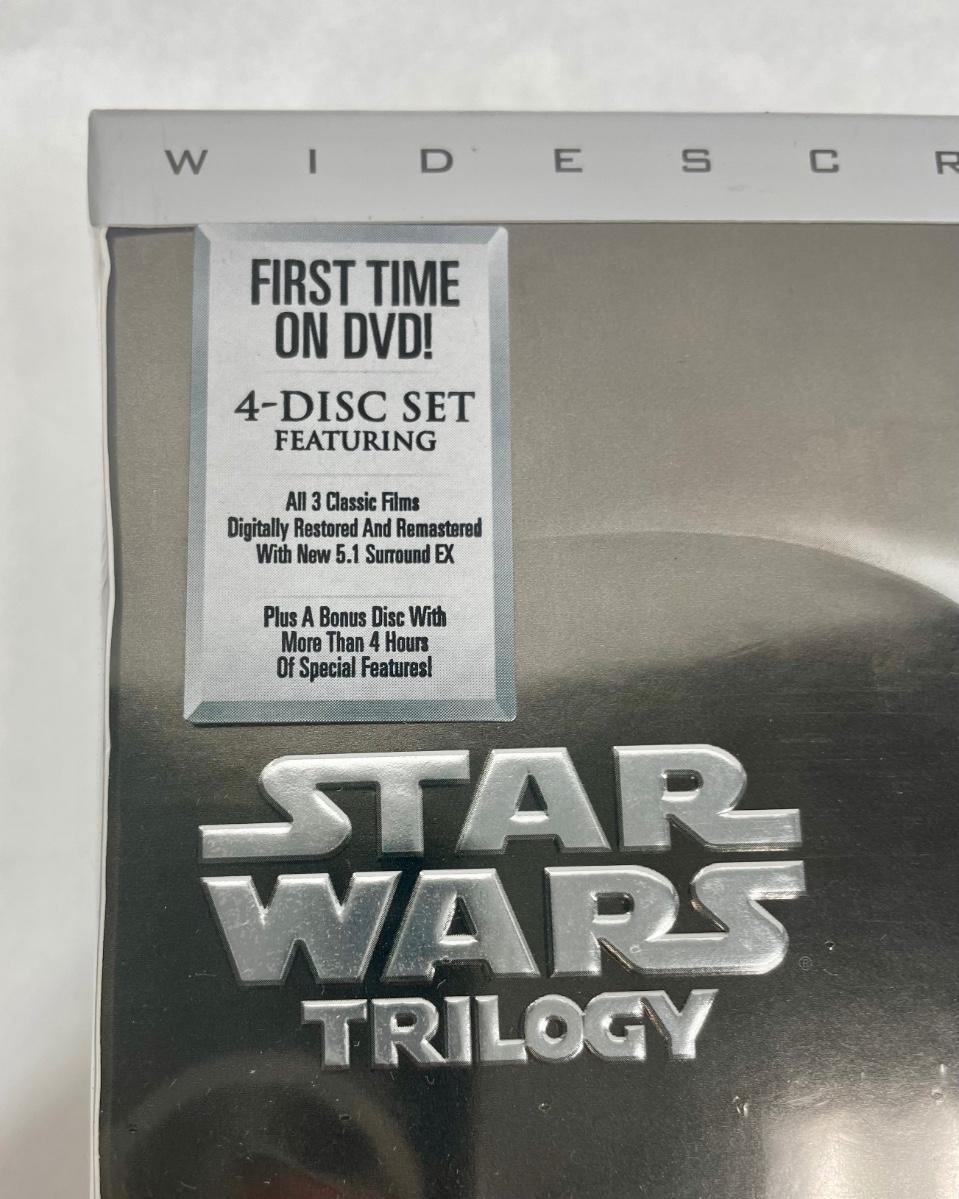 WIDESCR
FIRST TIME
ON DVD!
4-DISC SET
FEATURING
All 3 Classic Films
Digitally Restored And Remastered
With New 5.1 Surround EX
Plus A Bonus Disc With
More Than 4 Hours
Of Special Features!
STAR
WARS®
TRILOGY